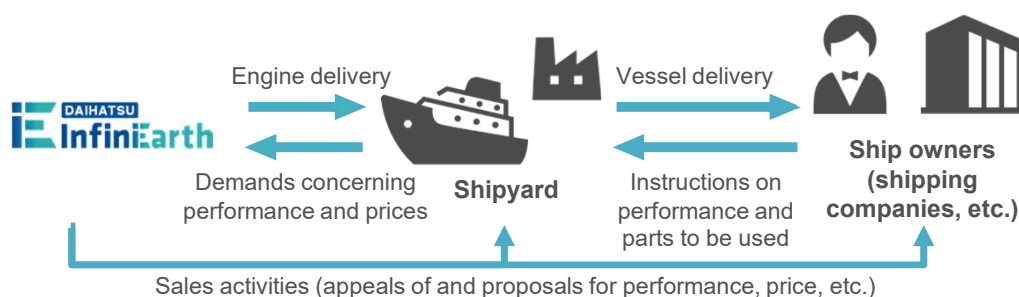 Engine delivery
Vessel delivery
DAIHATSU
InfinEarth
Demands concerning
performance and prices
Shipyard
Instructions on
performance and
parts to be used
Ship owners
(shipping
companies, etc.)
Sales activities (appeals of and proposals for performance, price, etc.)